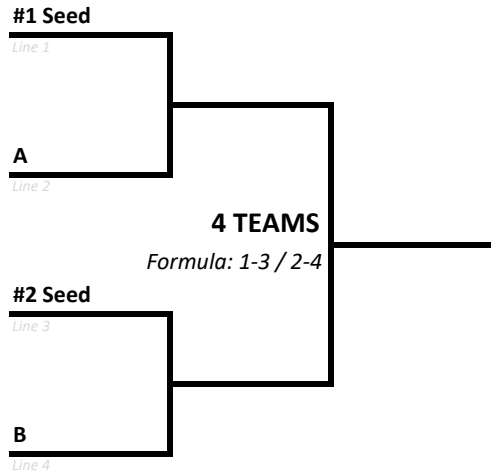 #1 Seed
Line 1
A
Line 2
4 TEAMS
Formula: 1-3 / 2-4
#2 Seed
Line 3
B
Line 4